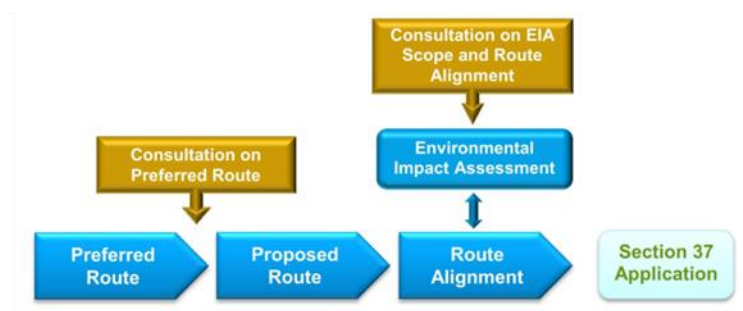 Consultation on EIA
Scope and Route
Alignment
Environmental
Impact Assessment
Consultation on
Preferred Route
Preferred
Route
Proposed
Route
Route
Alignment
Section 37
Application